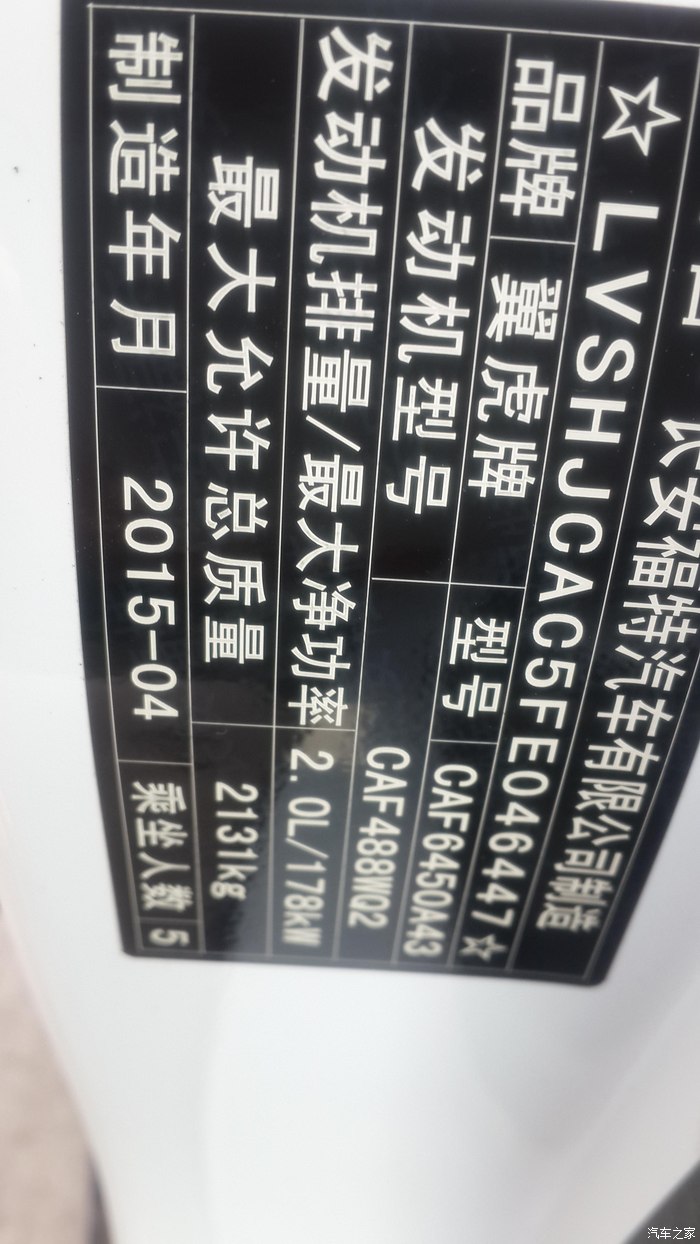 长安福特汽车有限公司制造
☆LVSHJCAC5FE046447☆
品牌 翼虎牌 型号 CAF6450A43
发动机型号 CAF488WQ2
发动机排量/最大净功率 2.0L/178kW
最大允许总质量 2131kg
制造年月 2015-04 乘坐人数 5
汽车之家